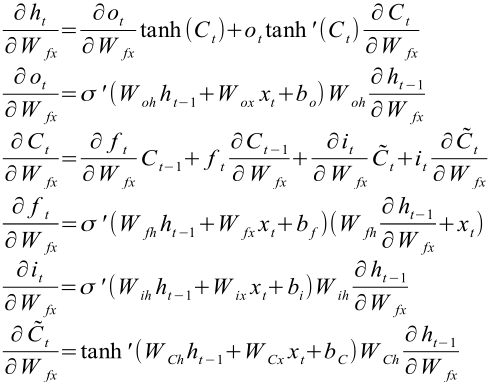 ∂h_t/∂W_fx = ∂o_t/∂W_fx tanh(C_t) + o_t tanh'(C_t) ∂C_t/∂W_fx
∂o_t/∂W_fx = σ'(W_oh h_{t-1} + W_ox x_t + b_o) W_oh ∂h_{t-1}/∂W_fx
∂C_t/∂W_fx = ∂f_t/∂W_fx C_{t-1} + f_t ∂C_{t-1}/∂W_fx + ∂i_t/∂W_fx C̃_t + i_t ∂C̃_t/∂W_fx
∂f_t/∂W_fx = σ'(W_fh h_{t-1} + W_fx x_t + b_f)(W_fh ∂h_{t-1}/∂W_fx + x_t)
∂i_t/∂W_fx = σ'(W_ih h_{t-1} + W_ix x_t + b_i) W_ih ∂h_{t-1}/∂W_fx
∂C̃_t/∂W_fx = tanh'(W_Ch h_{t-1} + W_Cx x_t + b_C) W_Ch ∂h_{t-1}/∂W_fx